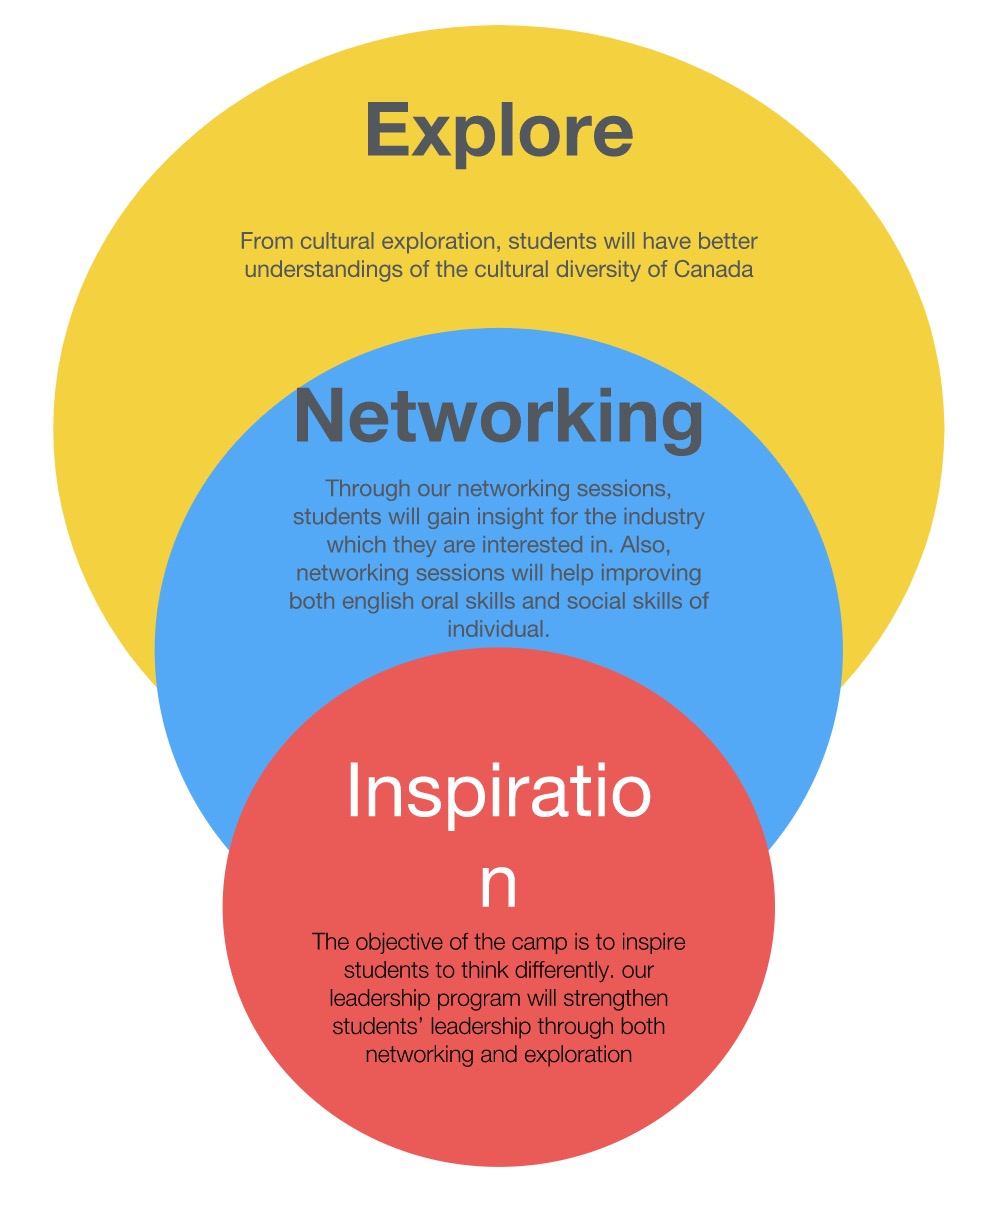 Explore
From cultural exploration, students will have better
understandings of the cultural diversity of Canada
Networking
Through our networking sessions,
students will gain insight for the industry
which they are interested in. Also,
networking sessions will help improving
both english oral skills and social skills of
individual.
Inspiratio
n
The objective of the camp is to inspire
students to think differently. our
leadership program will strengthen
students’ leadership through both
networking and exploration